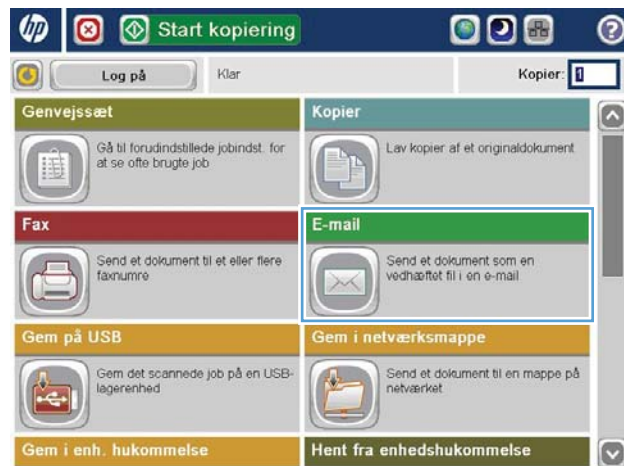 hp
Start kopiering
?
Log på
Klar
Kopier: 1
Genvejssæt
Gå til forudindstillede jobindst. for
at se ofte brugte job
Kopier
Lav kopier af et originaldokument
Fax
Send et dokument til et eller flere
faxnumre
E-mail
Send et dokument som en
vedhæftet fil i en e-mail
Gem på USB
Gem det scannede job på en USB-
lagerenhed
Gem i netværksmappe
Send et dokument til en mappe på
netværket
Gem i enh. hukommelse
Hent fra enhedshukommelse